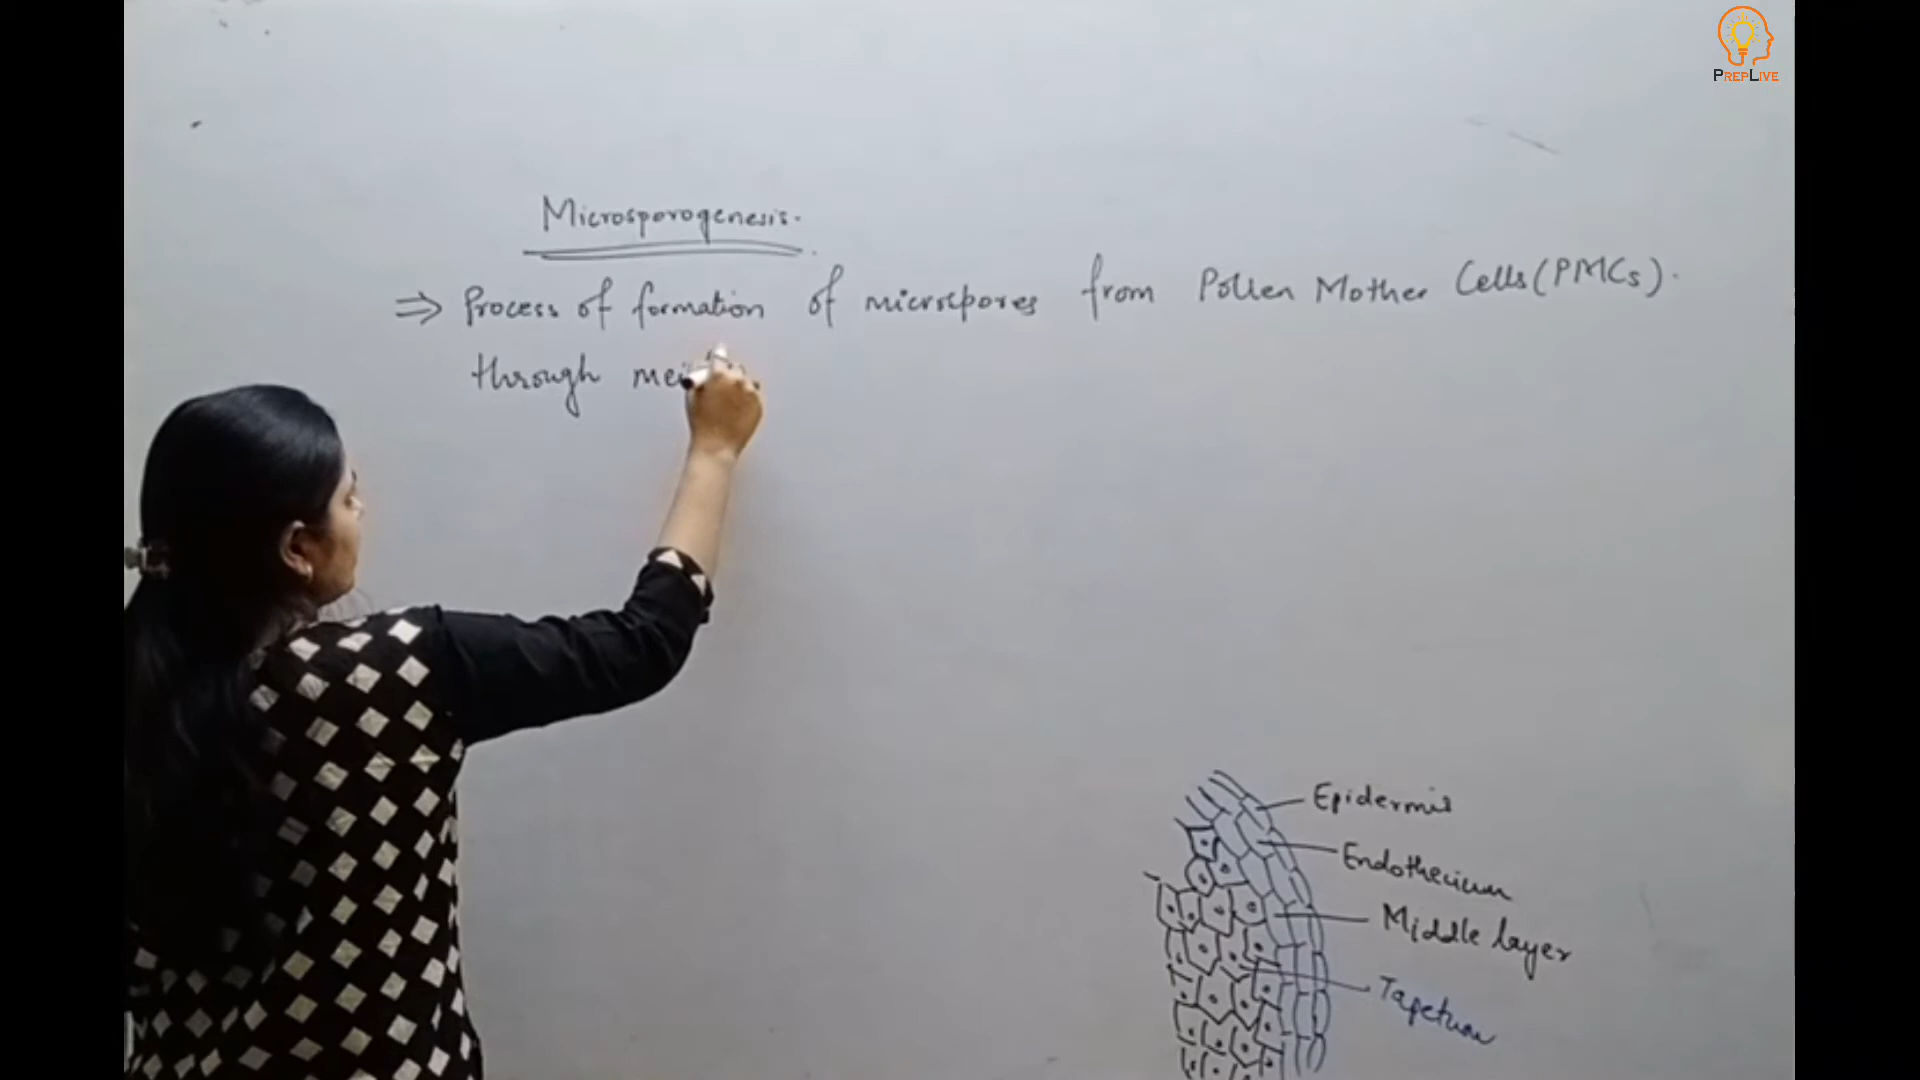 PREPLIVE
Microsporogenesis.
⇒ Process of formation of microspores from Pollen Mother Cells (PMCs).
through
Epidermis
Endothecium
Middle layer
Tapetum